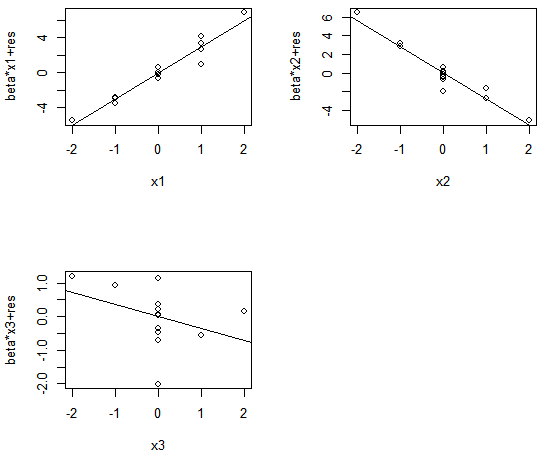 beta*x1+res
4
0
-4
-2 -1 0 1 2
x1
beta*x2+res
6
4
2
0
-4
-2 -1 0 1 2
x2
beta*x3+res
1.0
0.0
-1.0
-2.0
-2 -1 0 1 2
x3